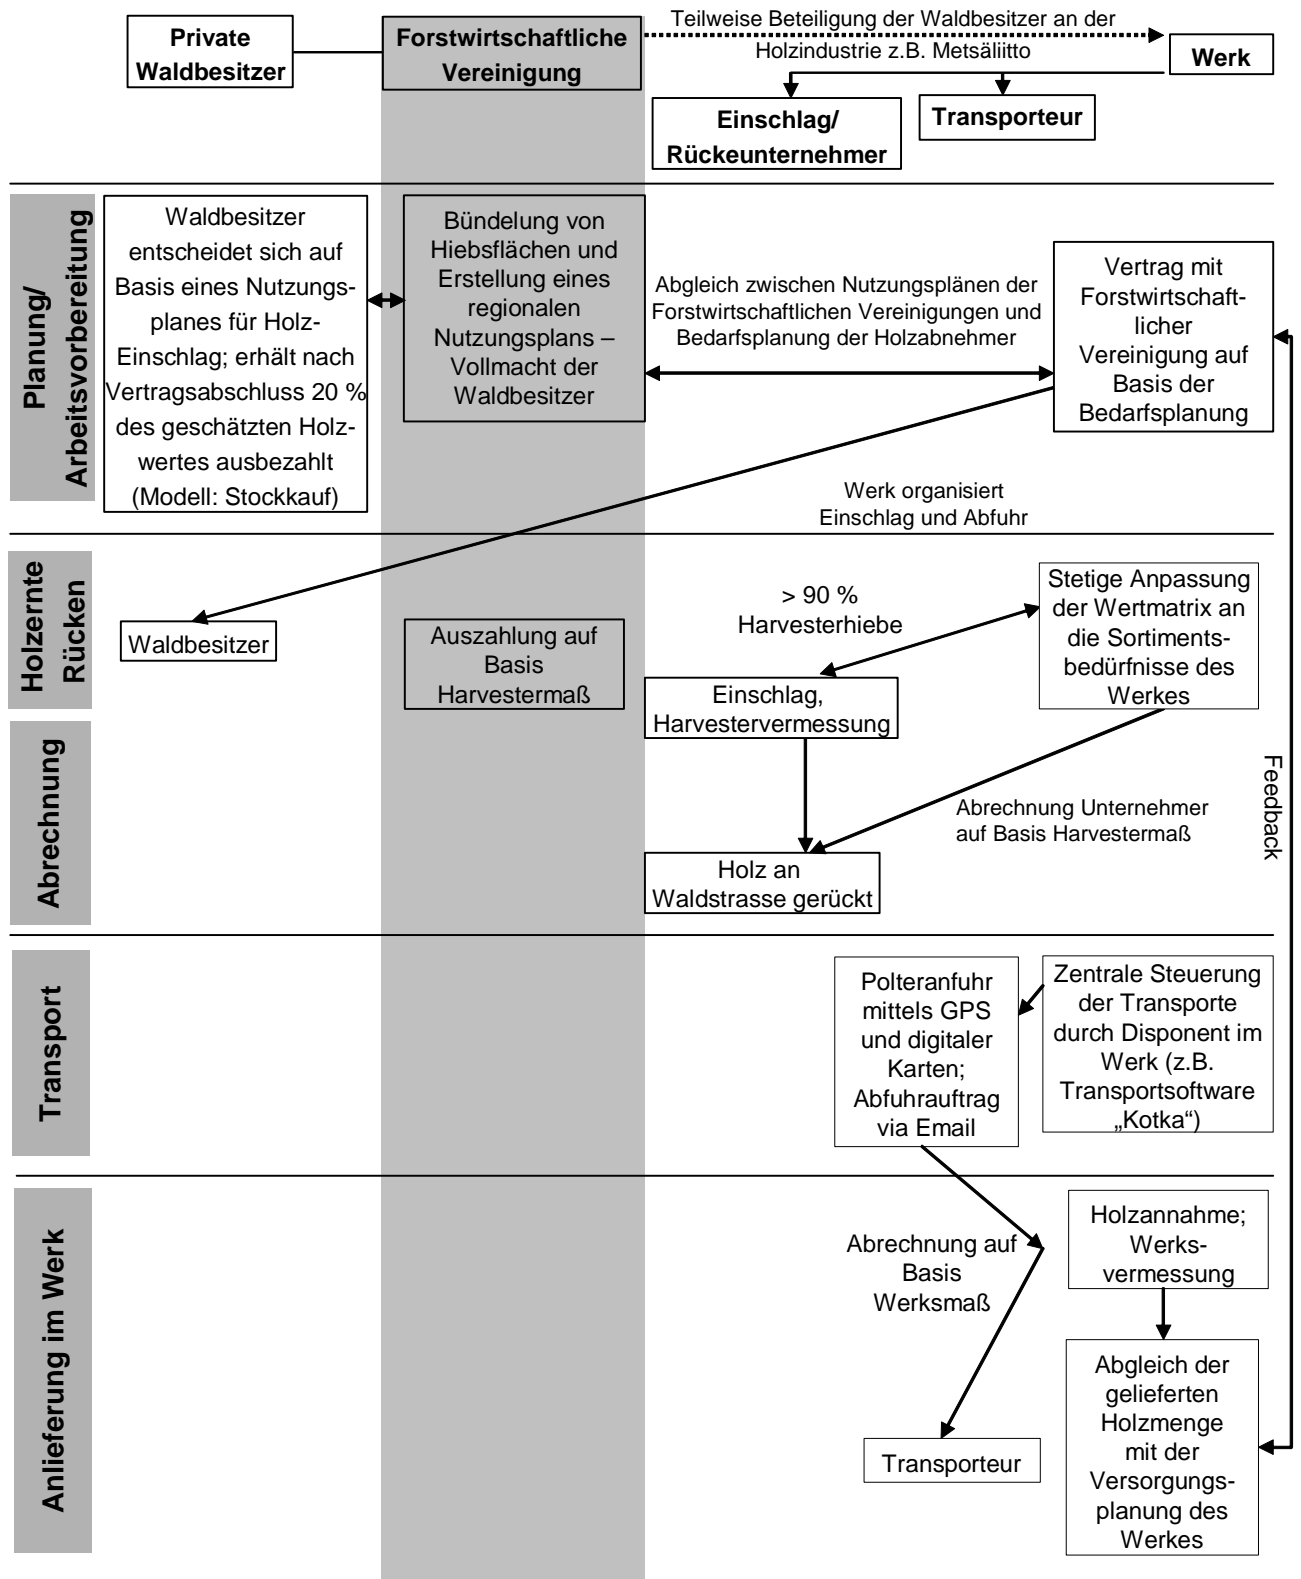 Private
Waldbesitzer
Forstwirtschaftliche
Vereinigung
Teilweise Beteiligung der Waldbesitzer an der
Holzindustrie z.B. Metsäliitto
Werk
Einschlag/
Rückeunternehmer
Transporteur
Planung/
Arbeitsvorbereitung
Waldbesitzer
entscheidet sich auf
Basis eines Nutzungs-
planes für Holz-
Einschlag; erhält nach
Vertragsabschluss 20 %
des geschätzten Holz-
wertes ausbezahlt
(Modell: Stockkauf)
Bündelung von
Hiebsflächen und
Erstellung eines
regionalen
Nutzungsplans –
Vollmacht der
Waldbesitzer
Abgleich zwischen Nutzungsplänen der
Forstwirtschaftlichen Vereinigungen und
Bedarfsplanung der Holzabnehmer
Vertrag mit
Forstwirtschaft-
licher
Vereinigung auf
Basis der
Bedarfsplanung
Werk organisiert
Einschlag und Abfuhr
Holzernte
Rücken
Waldbesitzer
Auszahlung auf
Basis
Harvestermaß
> 90 %
Harvesterhiebe
Einschlag,
Harvestervermessung
Stetige Anpassung
der Wertmatrix an
die Sortiments-
bedürfnisse des
Werkes
Abrechnung
Abrechnung Unternehmer
auf Basis Harvestermaß
Holz an
Waldstrasse gerückt
Feedback
Transport
Polteranfuhr
mittels GPS
und digitaler
Karten;
Abfuhrauftrag
via Email
Zentrale Steuerung
der Transporte
durch Disponent im
Werk (z.B.
Transportsoftware
„Kotka“)
Anlieferung im Werk
Abrechnung auf
Basis
Werksmaß
Holzannahme;
Werks-
vermessung
Transporteur
Abgleich der
gelieferten
Holzmenge
mit der
Versorgungs-
planung des
Werkes